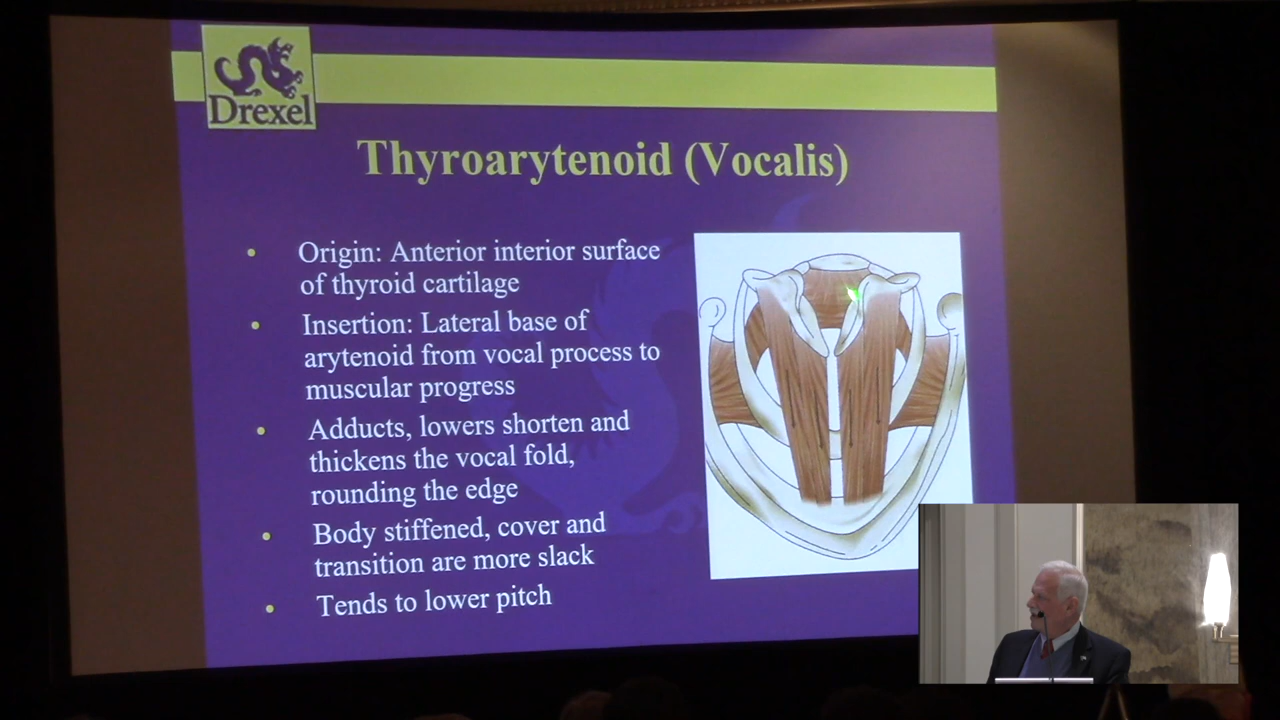 Drexel
Thyroarytenoid (Vocalis)
• Origin: Anterior interior surface
of thyroid cartilage
• Insertion: Lateral base of
arytenoid from vocal process to
muscular progress
• Adducts, lowers shorten and
thickens the vocal fold,
rounding the edge
• Body stiffened, cover and
transition are more slack
• Tends to lower pitch